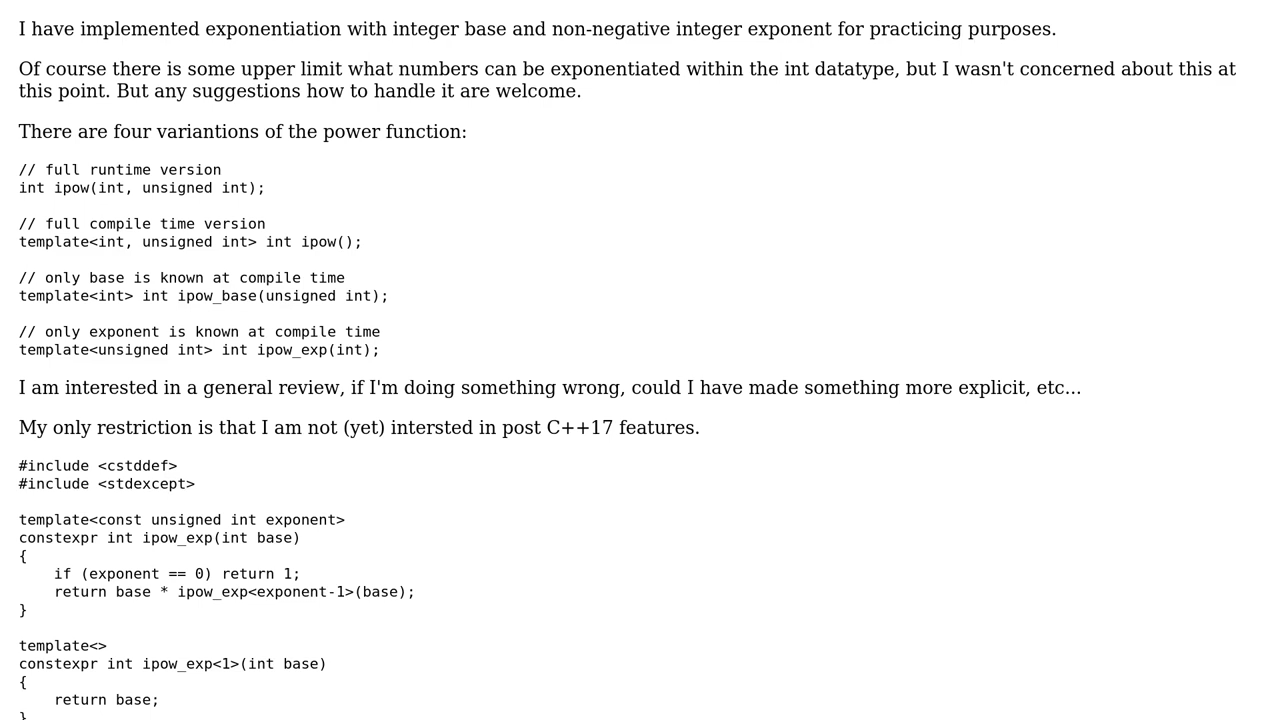 I have implemented exponentiation with integer base and non-negative integer exponent for practicing purposes.
Of course there is some upper limit what numbers can be exponentiated within the int datatype, but I wasn't concerned about this at
this point. But any suggestions how to handle it are welcome.
There are four variantions of the power function:
// full runtime version
int ipow(int, unsigned int);
// full compile time version
template<int, unsigned int> int ipow();
// only base is known at compile time
template<int> int ipow_base(unsigned int);
// only exponent is known at compile time
template<unsigned int> int ipow_exp(int);
I am interested in a general review, if I'm doing something wrong, could I have made something more explicit, etc...
My only restriction is that I am not (yet) intersted in post C++17 features.
#include <cstddef>
#include <stdexcept>
template<const unsigned int exponent>
constexpr int ipow_exp(int base)
{
    if (exponent == 0) return 1;
    return base * ipow_exp<exponent-1>(base);
}
template<>
constexpr int ipow_exp<1>(int base)
{
    return base;
}